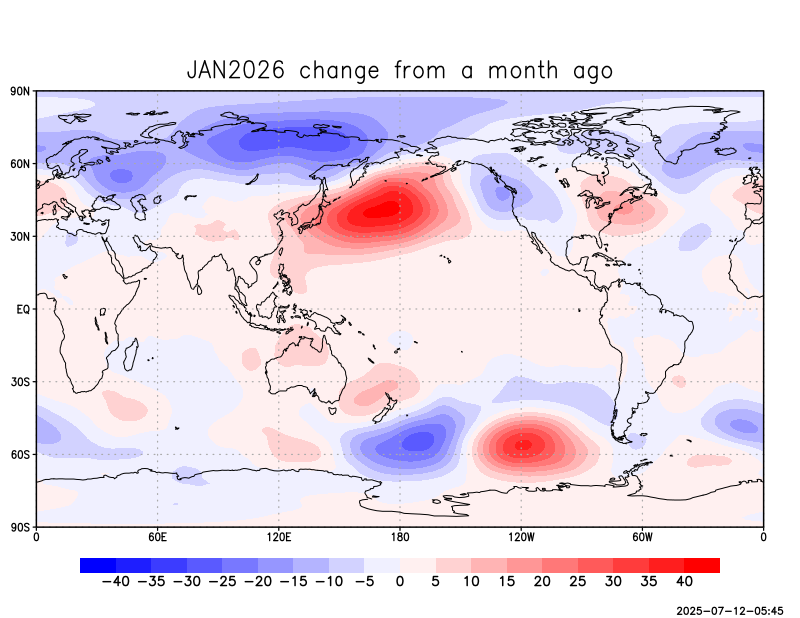 JAN2026 change from a month ago
90N
60N
30N
EQ
30S
60S
90S
0 60E 120E 180 120W 60W 0
−40 −35 −30 −25 −20 −15 −10 −5 0 5 10 15 20 25 30 35 40
2025-07-12-05:45